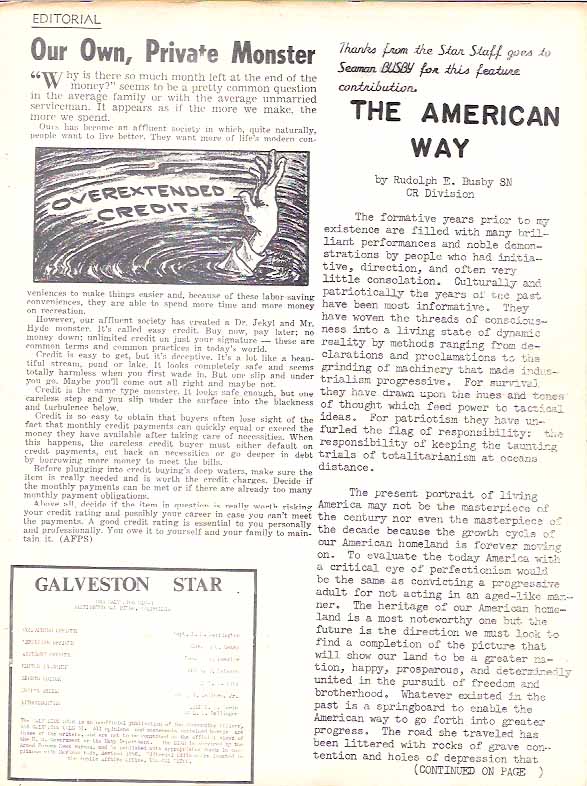 EDITORIAL
Our Own, Private Monster
"Why is there so much month left at the end of the
money?" seems to be a pretty common question
in the average family or with the average unmarried
serviceman. It appears as if the more we make, the
more we spend.
Ours has become an affluent society in which, quite naturally,
people want to live better. They want more of life's modern con-
OVEREXTENDED
CREDIT
veniences to make things easier and, because of these labor saving
conveniences, they are able to spend more time and more money
on recreation.
However, our affluent society has created a Dr. Jekyl and Mr.
Hyde monster. It's called easy credit. Buy now, pay later; no
money down; unlimited credit on just your signature — these are
common terms and common practices in today's world.
Credit is easy to get, but it's deceptive. It's a lot like a beau-
tiful stream, pond or lake. It looks completely safe and seems
totally harmless when you first wade in. But one slip and under
you go. Maybe you'll come out all right and maybe not.
Credit is the same type monster. It looks safe enough, but one
careless step and you slip under the surface into the blackness
and turbulence below.
Credit is so easy to obtain that buyers often lose sight of the
fact that monthly credit payments can quickly equal or exceed the
money they have available after taking care of necessities. When
this happens, the careless credit buyer must either default on
credit payments, cut back on necessities or go deeper in debt
by borrowing more money to meet the bills.
Before plunging into credit buying's deep waters, make sure the
item is really needed and is worth the credit charges. Decide if
the monthly payments can be met or if there are already too many
monthly payment obligations.
Above all, decide if the item in question is really worth risking
your credit rating and possibly your career in case you can't meet
the payments. A good credit rating is essential to you personally
and professionally. You owe it to yourself and your family to main-
tain it. (AFPS)
GALVESTON STAR
Thanks from the Star Staff goes to
Seaman BUSBY for this feature
contribution.
THE AMERICAN
WAY
by Rudolph E. Busby SN
CR Division
The formative years prior to my
existence are filled with many bril-
liant performances and noble demon-
strations by people who had initia-
tive, direction, and often very
little consolation. Culturally and
patriotically the years of the past
have been most informative. They
have woven the threads of conscious-
ness into a living state of dynamic
reality by methods ranging from de-
clarations and proclamations to the
grinding of machinery that made indus-
trialism progressive. For survival
they have drawn upon the hues and tones
of thought which feed power to tactical
ideas. For patriotism they have un-
furled the flag of responsibility: the
responsibility of keeping the taunting
trials of totalitarianism at oceans
distance.
The present portrait of living
America may not be the masterpiece of
the century nor even the masterpiece of
the decade because the growth cycle of
our American homeland is forever moving
on. To evaluate the today America with
a critical eye of perfectionism would
be the same as convicting a progressive
adult for not acting in an aged-like man-
ner. The heritage of our American home-
land is a most noteworthy one but the
future is the direction we must look to
find a completion of the picture that
will show our land to be a greater na-
tion, happy, prosperous, and determinedly
united in the pursuit of freedom and
brotherhood. Whatever existed in the
past is a springboard to enable the
American way to go forth into greater
progress. The road she traveled has
been littered with rocks of grave con-
tention and holes of depression that
(CONTINUED ON PAGE )